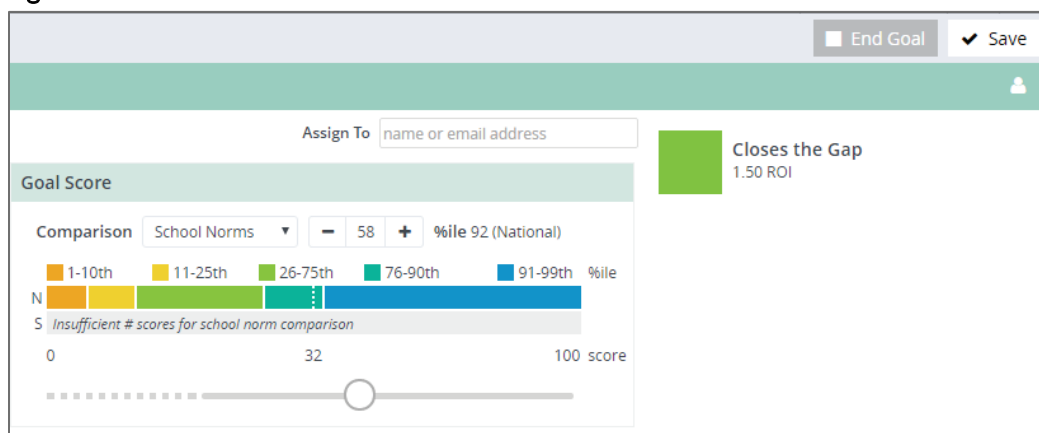 End Goal
Save
Assign To name or email address
Closes the Gap
1.50 ROI
Goal Score
Comparison School Norms 58 %ile 92 (National)
1-10th 11-25th 26-75th 76-90th 91-99th %ile
N
S Insufficient # scores for school norm comparison
0 32 100 score